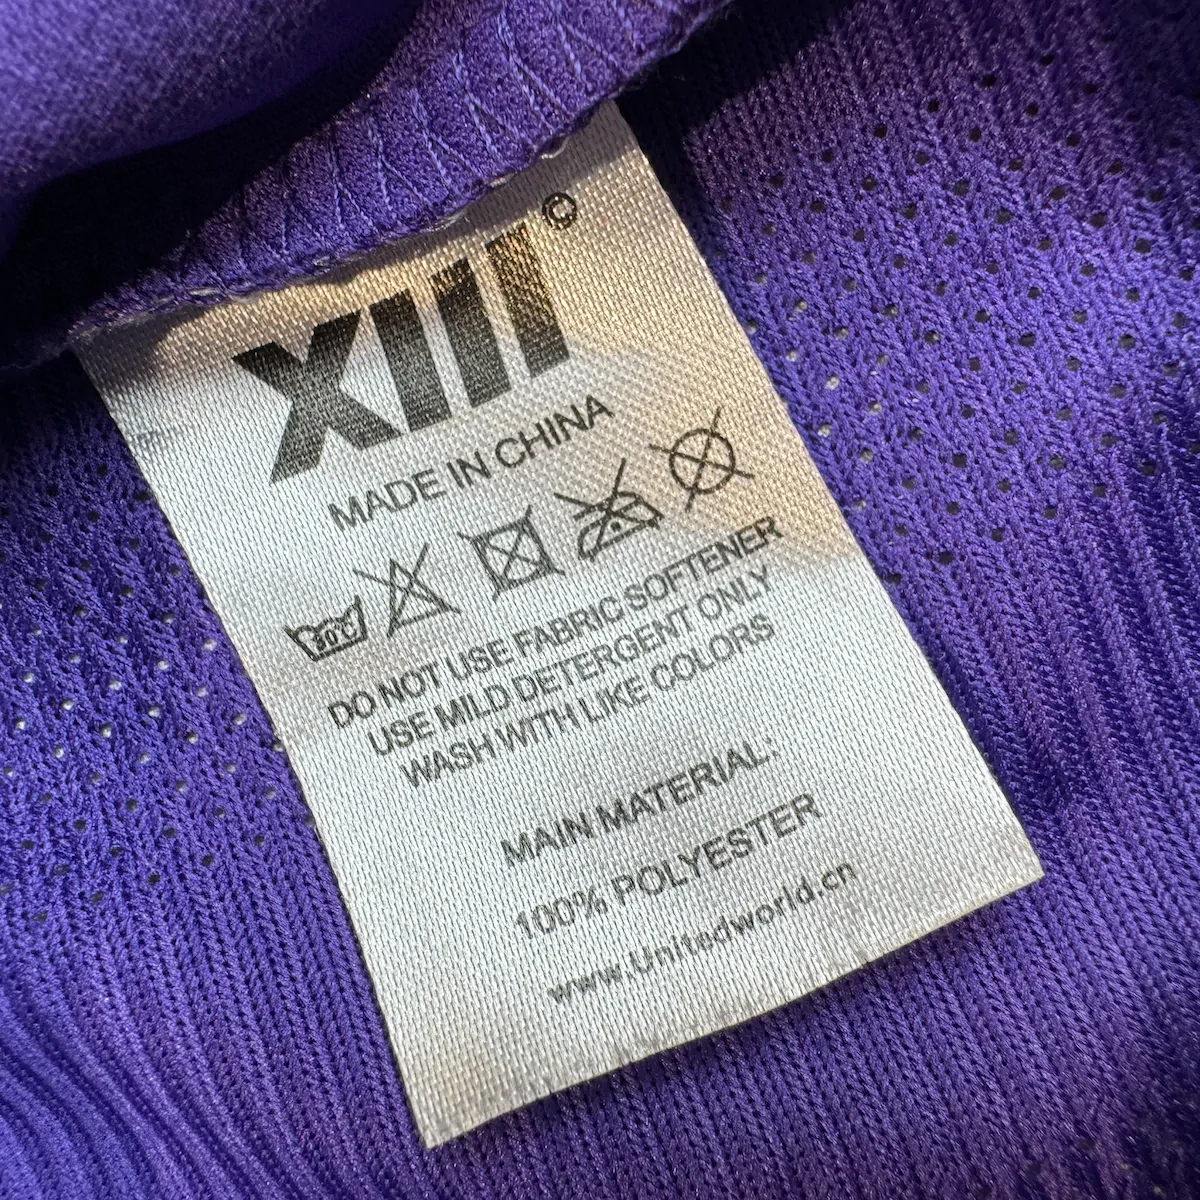 XIII©
MADE IN CHINA
DO NOT USE FABRIC SOFTENER
USE MILD DETERGENT ONLY
WASH WITH LIKE COLORS
MAIN MATERIAL:
100% POLYESTER
www.Unitedworld.cn